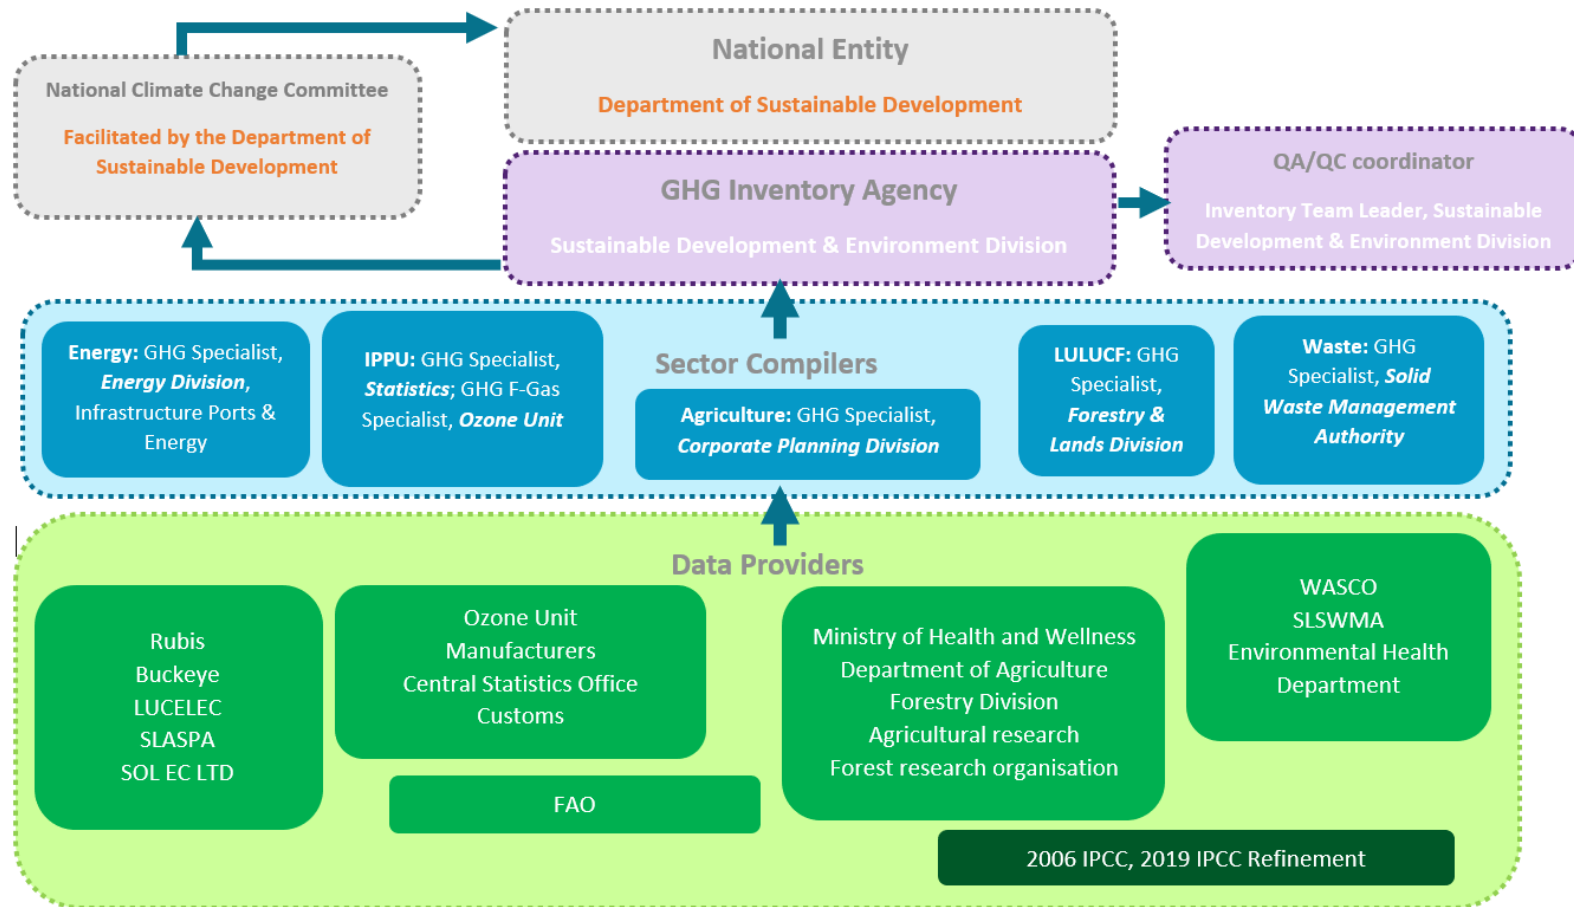 National Entity
Department of Sustainable Development
National Climate Change Committee
Facilitated by the Department of
Sustainable Development
GHG Inventory Agency
Sustainable Development & Environment Division
QA/QC coordinator
Inventory Team Leader, Sustainable
Development & Environment Division
Sector Compilers
Energy: GHG Specialist,
Energy Division,
Infrastructure Ports &
Energy
IPPU: GHG Specialist,
Statistics; GHG F-Gas
Specialist, Ozone Unit
Agriculture: GHG Specialist,
Corporate Planning Division
LULUCF: GHG
Specialist,
Forestry &
Lands Division
Waste: GHG
Specialist, Solid
Waste Management
Authority
Data Providers
Rubis
Buckeye
LUCELEC
SLASPA
SOL EC LTD
Ozone Unit
Manufacturers
Central Statistics Office
Customs
FAO
Ministry of Health and Wellness
Department of Agriculture
Forestry Division
Agricultural research
Forest research organisation
WASCO
SLSWMA
Environmental Health
Department
2006 IPCC, 2019 IPCC Refinement